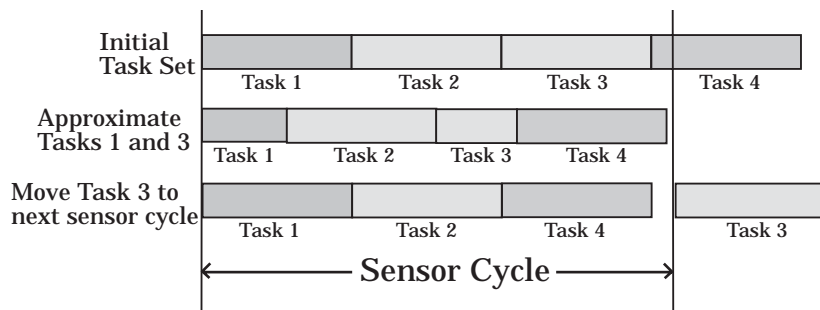 Initial
Task Set
Task 1 Task 2 Task 3 Task 4
Approximate
Tasks 1 and 3
Task 1 Task 2 Task 3 Task 4
Move Task 3 to
next sensor cycle
Task 1 Task 2 Task 4 Task 3
Sensor Cycle